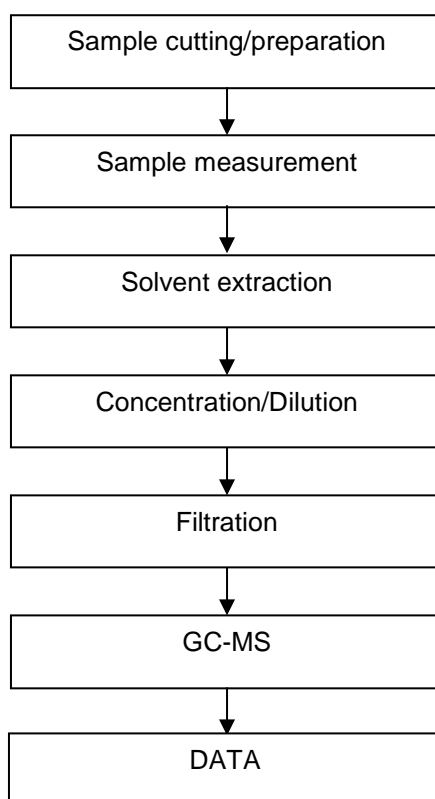 Sample cutting/preparation
Sample measurement
Solvent extraction
Concentration/Dilution
Filtration
GC-MS
DATA